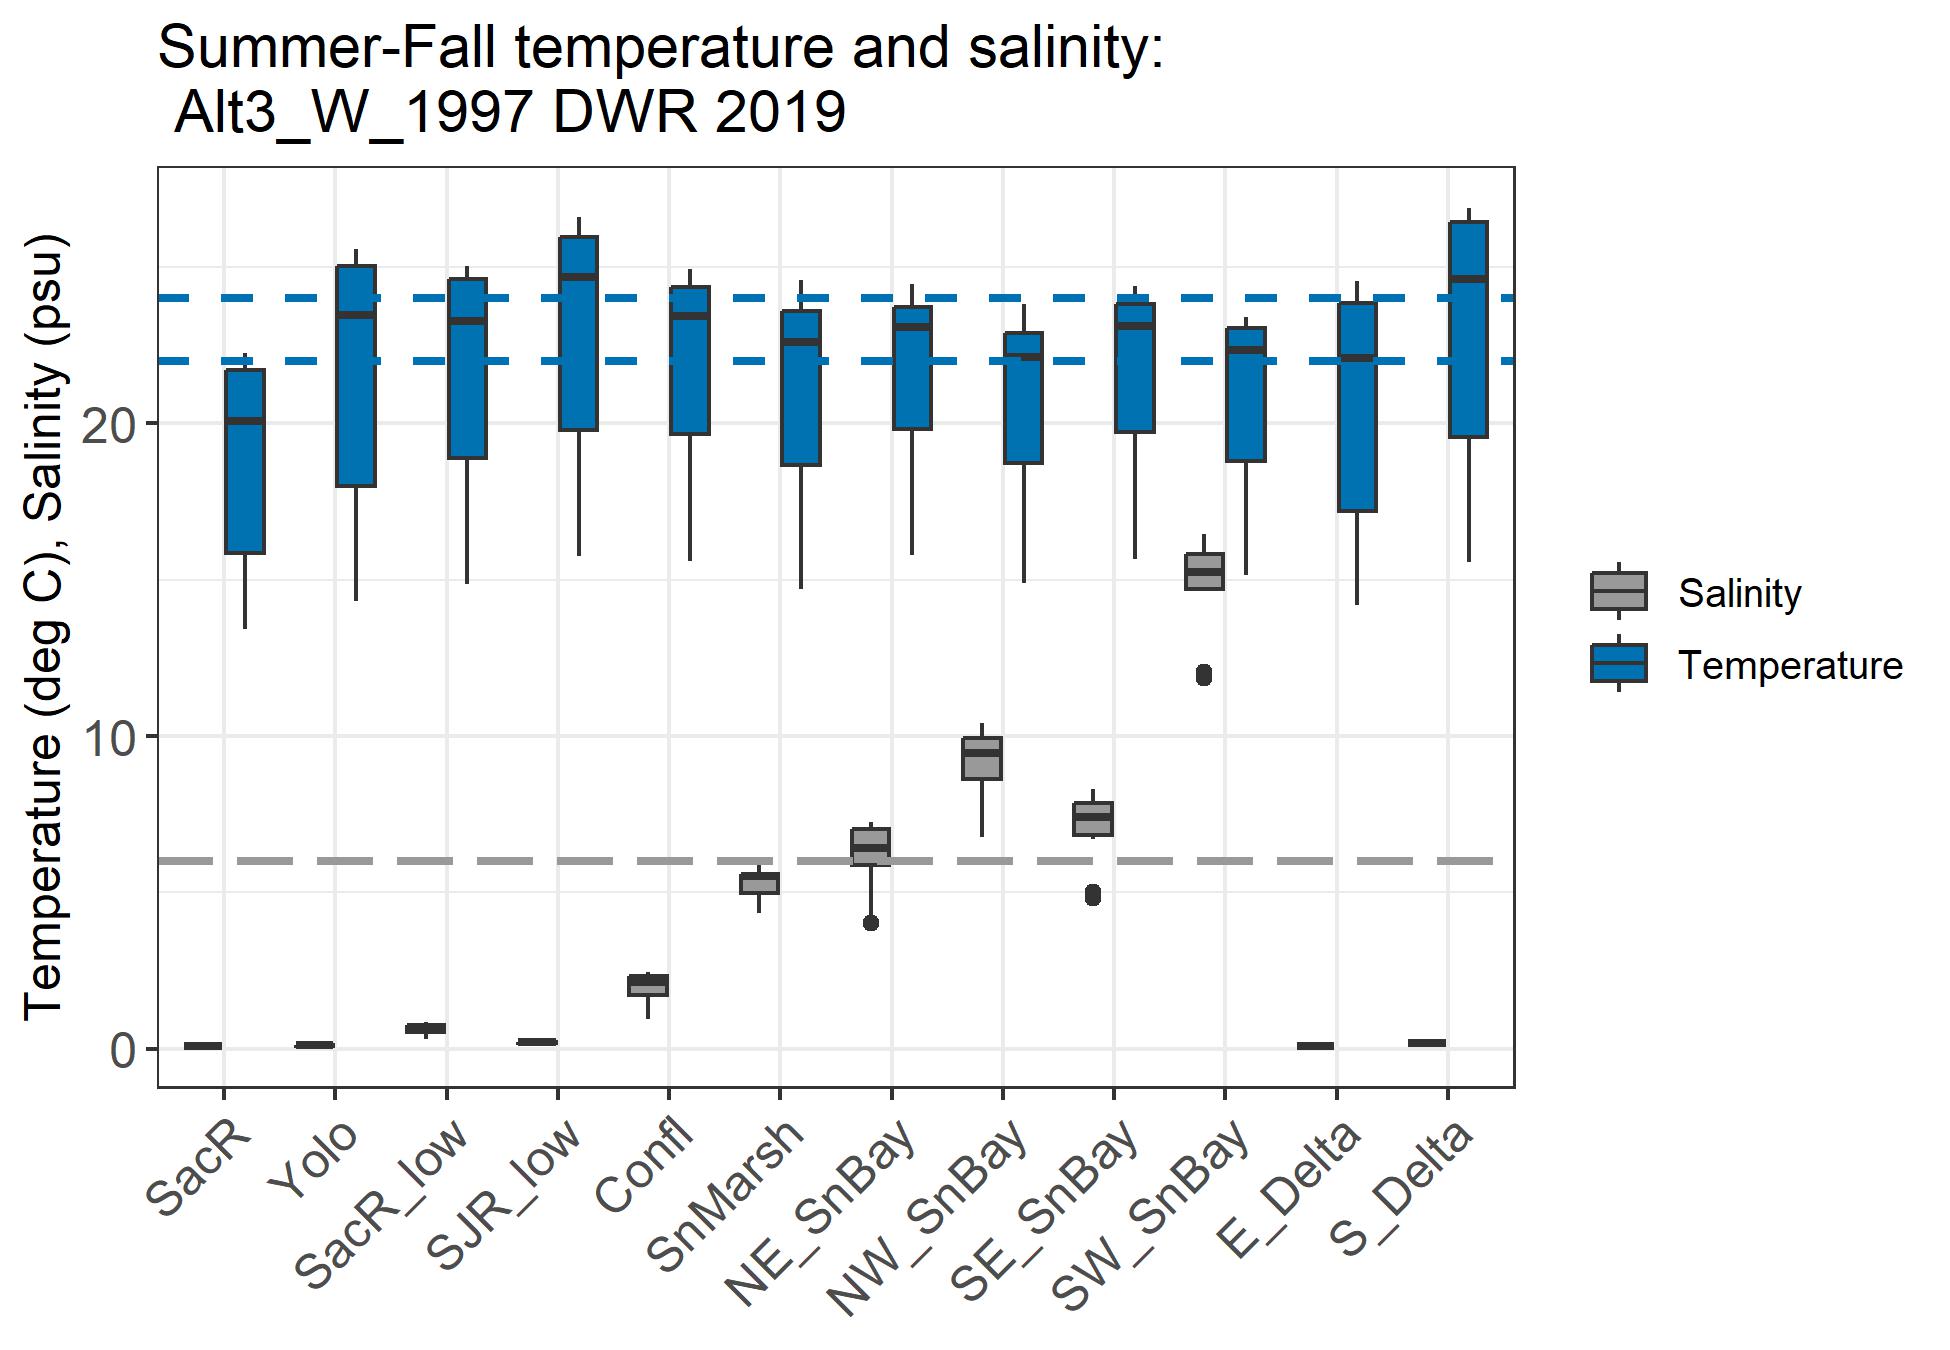 Summer-Fall temperature and salinity:
Alt3_W_1997 DWR 2019
Temperature (deg C), Salinity (psu)
20
10
0
SacR
Yolo
SacR_low
SJR_low
Confl
SnMarsh
NE_SnBay
NW_SnBay
SE_SnBay
SW_SnBay
E_Delta
S_Delta
Salinity
Temperature